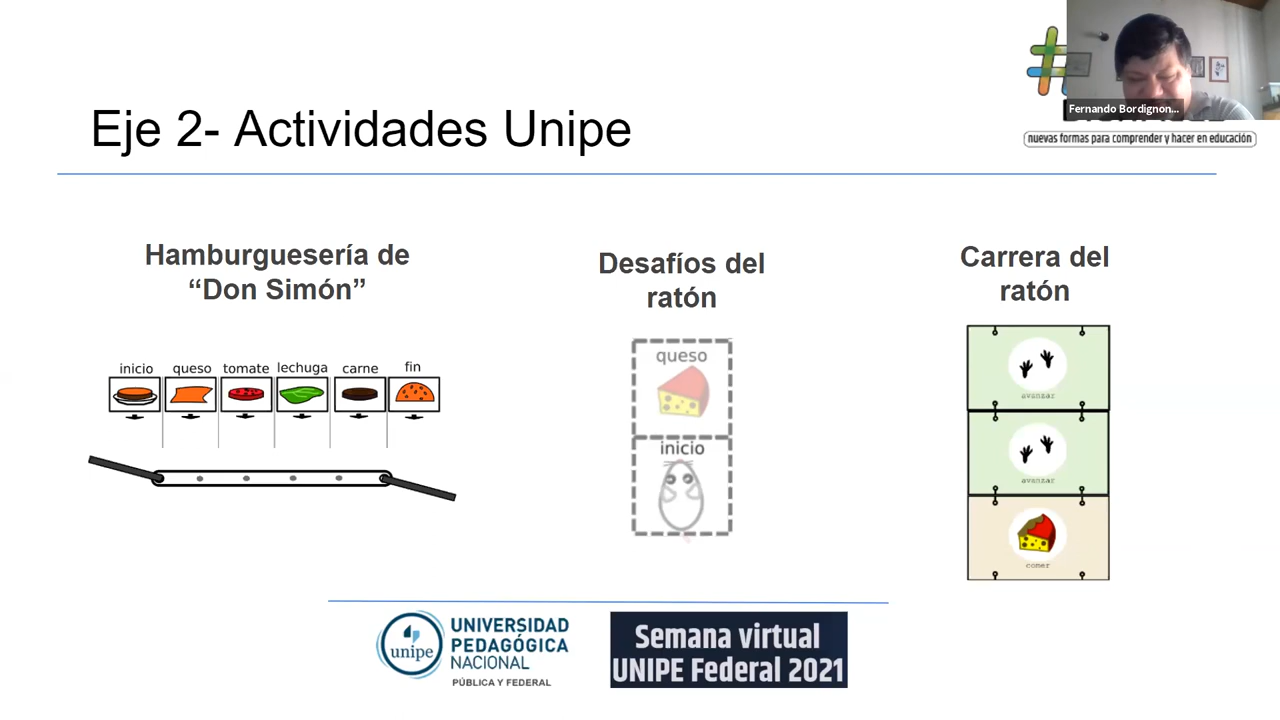 Fernando Bordignon...
nuevas formas para comprender y hacer en educación
Eje 2- Actividades Unipe
Hamburguesería de
“Don Simón”
inicio queso tomate lechuga carne fin
Desafíos del
ratón
queso
inicio
Carrera del
ratón
avanzar
avanzar
comer
unipe
UNIVERSIDAD
PEDAGÓGICA
NACIONAL
PÚBLICA Y FEDERAL
Semana virtual
UNIPE Federal 2021